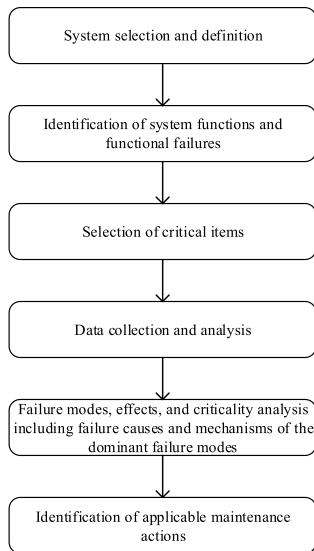 System selection and definition
Identification of system functions and
functional failures
Selection of critical items
Data collection and analysis
Failure modes, effects, and criticality analysis
including failure causes and mechanisms of the
dominant failure modes
Identification of applicable maintenance
actions